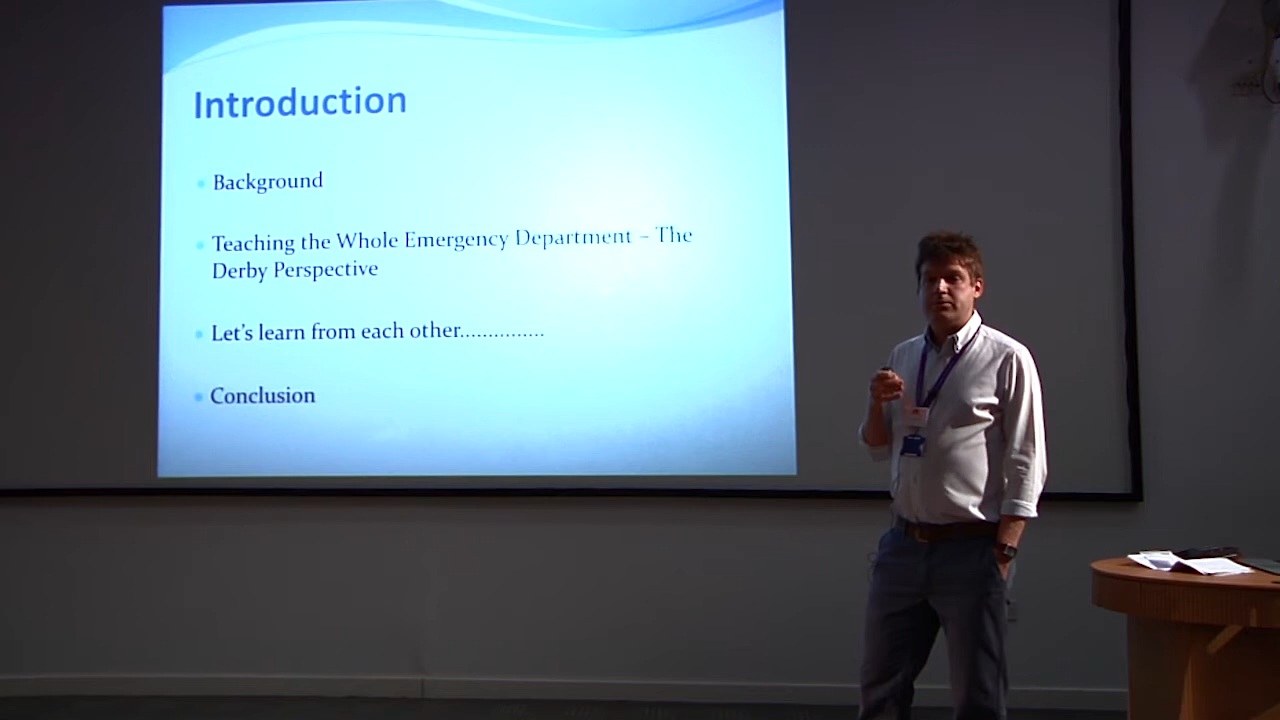 Introduction
Background
Teaching the Whole Emergency Department – The
Derby Perspective
Let's learn from each other...............
Conclusion